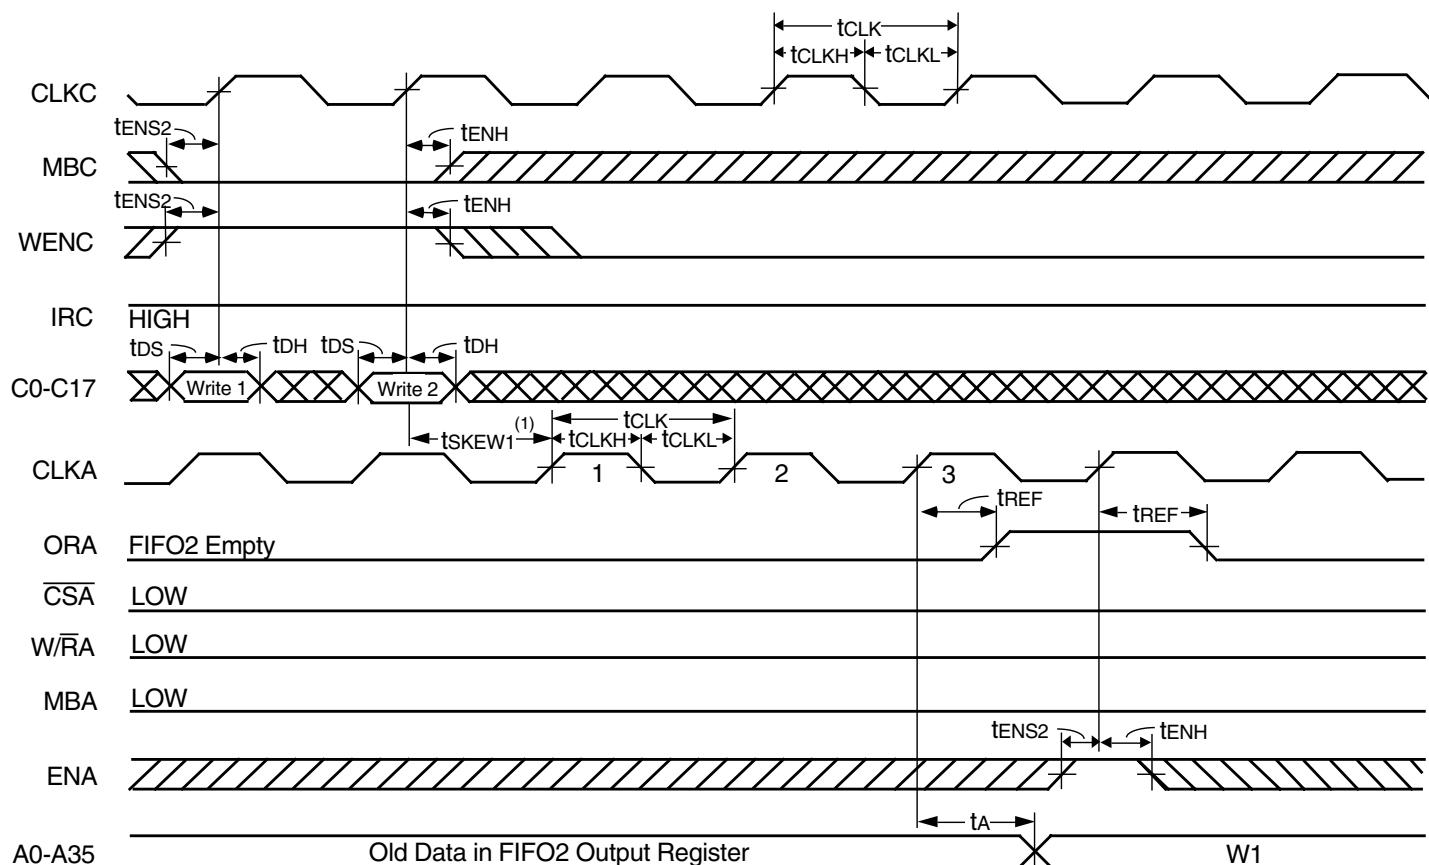 tCLK
tCLKH
tCLKL
CLKC
tENS2
tENH
MBC
tENS2
tENH
WENC
IRC
HIGH
tDS
tDH
tDS
tDH
C0-C17
Write 1
Write 2
tSKEW1(1)
tCLK
tCLKH
tCLKL
CLKA
1
2
3
tREF
tREF
ORA
FIFO2 Empty
CSA
LOW
W/RA
LOW
MBA
LOW
tENS2
tENH
ENA
tA
A0-A35
Old Data in FIFO2 Output Register
W1